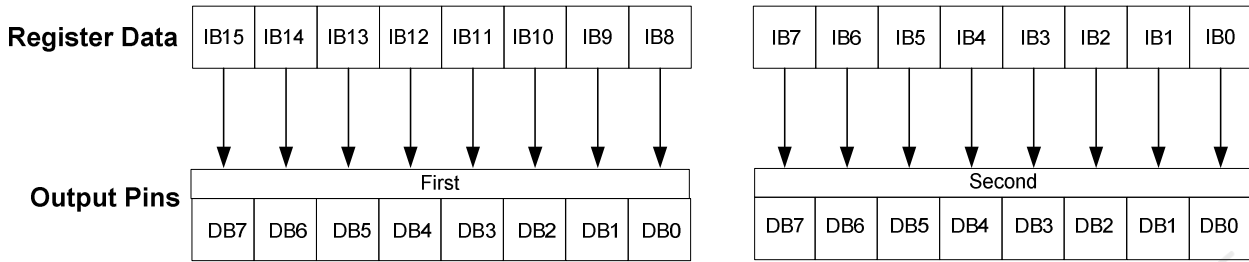 Register Data IB15 IB14 IB13 IB12 IB11 IB10 IB9 IB8 IB7 IB6 IB5 IB4 IB3 IB2 IB1 IB0
First Second
Output Pins
DB7 DB6 DB5 DB4 DB3 DB2 DB1 DB0 DB7 DB6 DB5 DB4 DB3 DB2 DB1 DB0